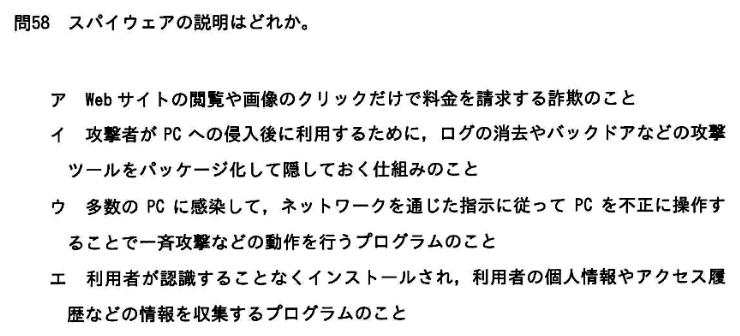 問58 スパイウェアの説明はどれか。
ア Web サイトの閲覧や画像のクリックだけで料金を請求する詐欺のこと
イ 攻撃者が PC への侵入後に利用するために，ログの消去やバックドアなどの攻撃
ツールをパッケージ化して隠しておく仕組みのこと
ウ 多数の PC に感染して，ネットワークを通じた指示に従って PC を不正に操作す
ることで一斉攻撃などの動作を行うプログラムのこと
エ 利用者が認識することなくインストールされ，利用者の個人情報やアクセス履
歴などの情報を収集するプログラムのこと